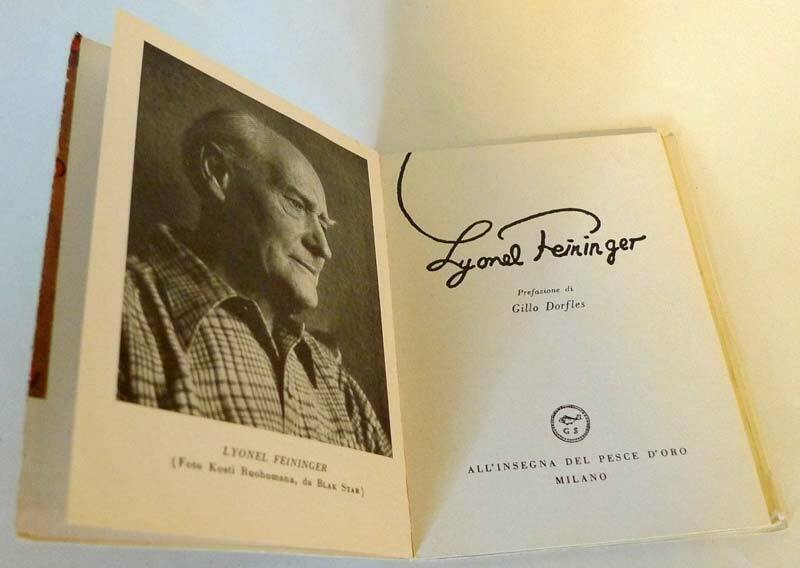 LYONEL FEININGER
(Foto Kosti Ruohomaa, da BLAK STAR)
Lyonel Feininger
Prefazione di
Gillo Dorfles
G S
ALL'INSEGNA DEL PESCE D'ORO
MILANO